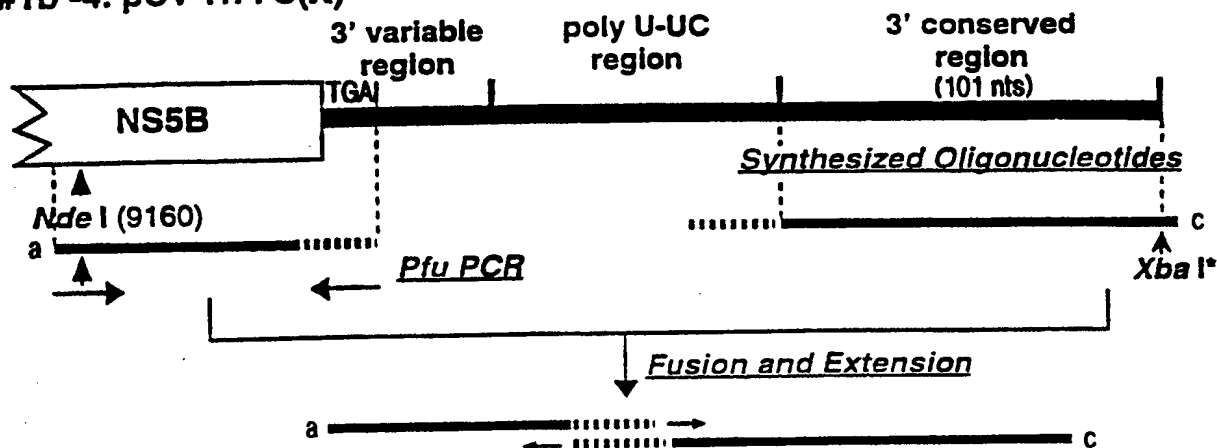 3' variable region
poly U-UC region
3' conserved region (101 nts)
TGA
NS5B
Synthesized Oligonucleotides
Nde I (9160)
a
c
Pfu PCR
Xba I*
Fusion and Extension
a
c